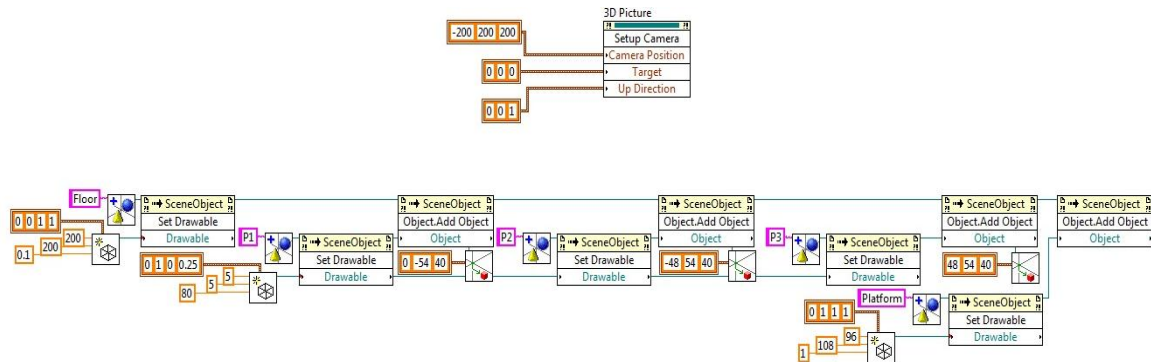 3D Picture
Setup Camera
-200 200 200 Camera Position
0 0 0 Target
0 0 1 Up Direction
Floor SceneObject SceneObject SceneObject SceneObject SceneObject
Set Drawable Object.Add Object Object.Add Object Object.Add Object Object.Add Object
0 0 1 1 Drawable Object Object Object Object
200
200
0.1
P1 SceneObject P2 SceneObject P3 SceneObject
Set Drawable Set Drawable Set Drawable
0 1 0 0.25 Drawable 0 -54 40 Drawable -48 54 40 Drawable 48 54 40
5
5
80
Platform SceneObject
Set Drawable
0 1 1 1 Drawable
96
108
1